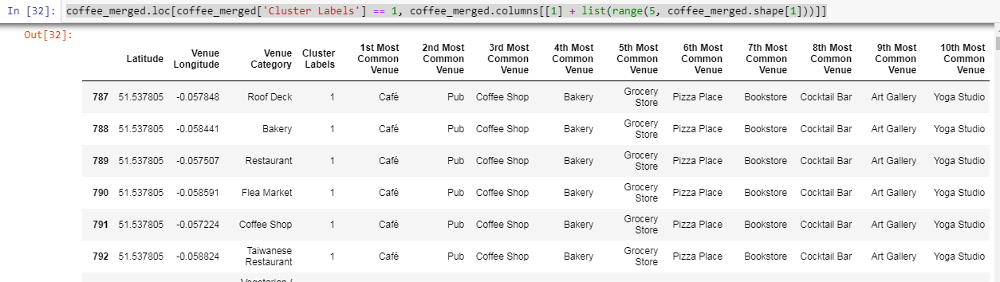 In [32]: coffee_merged.loc[coffee_merged['Cluster Labels'] == 1, coffee_merged.columns[[1] + list(range(5, coffee_merged.shape[1]))]]
Out[32]:
Latitude Venue Longitude Venue Category Cluster Labels 1st Most Common Venue 2nd Most Common Venue 3rd Most Common Venue 4th Most Common Venue 5th Most Common Venue 6th Most Common Venue 7th Most Common Venue 8th Most Common Venue 9th Most Common Venue 10th Most Common Venue
787 51.537805 -0.057848 Roof Deck 1 Café Pub Coffee Shop Bakery Grocery Store Pizza Place Bookstore Cocktail Bar Art Gallery Yoga Studio
788 51.537805 -0.058441 Bakery 1 Café Pub Coffee Shop Bakery Grocery Store Pizza Place Bookstore Cocktail Bar Art Gallery Yoga Studio
789 51.537805 -0.057507 Restaurant 1 Café Pub Coffee Shop Bakery Grocery Store Pizza Place Bookstore Cocktail Bar Art Gallery Yoga Studio
790 51.537805 -0.058591 Flea Market 1 Café Pub Coffee Shop Bakery Grocery Store Pizza Place Bookstore Cocktail Bar Art Gallery Yoga Studio
791 51.537805 -0.057224 Coffee Shop 1 Café Pub Coffee Shop Bakery Grocery Store Pizza Place Bookstore Cocktail Bar Art Gallery Yoga Studio
792 51.537805 -0.058824 Taiwanese Restaurant 1 Café Pub Coffee Shop Bakery Grocery Store Pizza Place Bookstore Cocktail Bar Art Gallery Yoga Studio